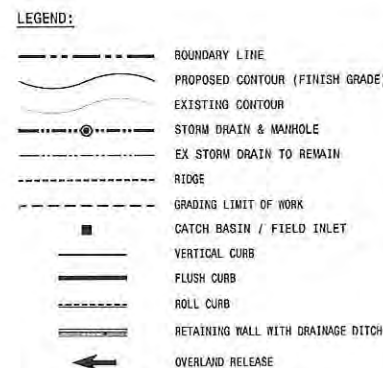 LEGEND:
BOUNDARY LINE
PROPOSED CONTOUR (FINISH GRADE)
EXISTING CONTOUR
STORM DRAIN & MANHOLE
EX STORM DRAIN TO REMAIN
RIDGE
GRADING LIMIT OF WORK
CATCH BASIN / FIELD INLET
VERTICAL CURB
FLUSH CURB
ROLL CURB
RETAINING WALL WITH DRAINAGE DITCH
OVERLAND RELEASE